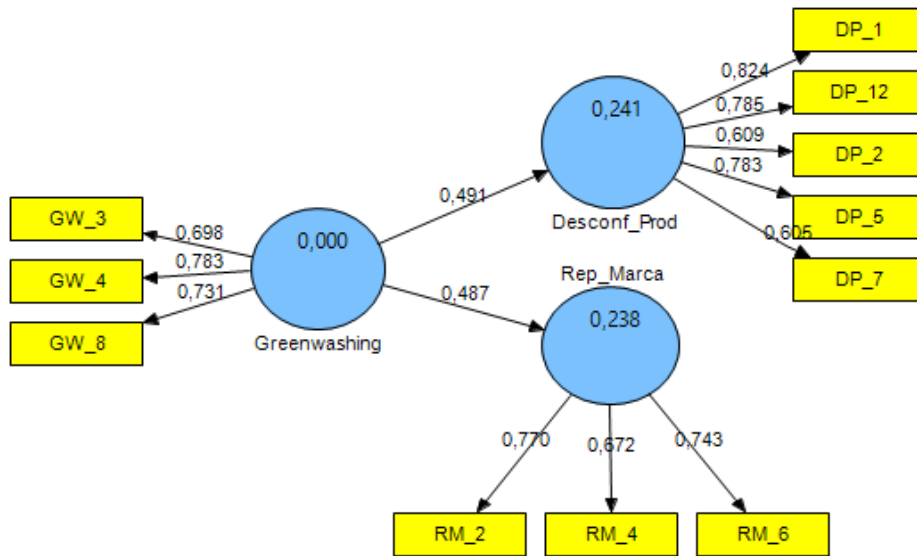 DP_1
0,824
DP_12
0,241
0,785
0,609
DP_2
0,783
0,491
DP_5
GW_3
0,698
Desconf_Prod
0,605
0,000
GW_4
0,783
Rep_Marca
DP_7
0,731
0,487
GW_8
Greenwashing
0,238
0,770
0,672
0,743
RM_2
RM_4
RM_6